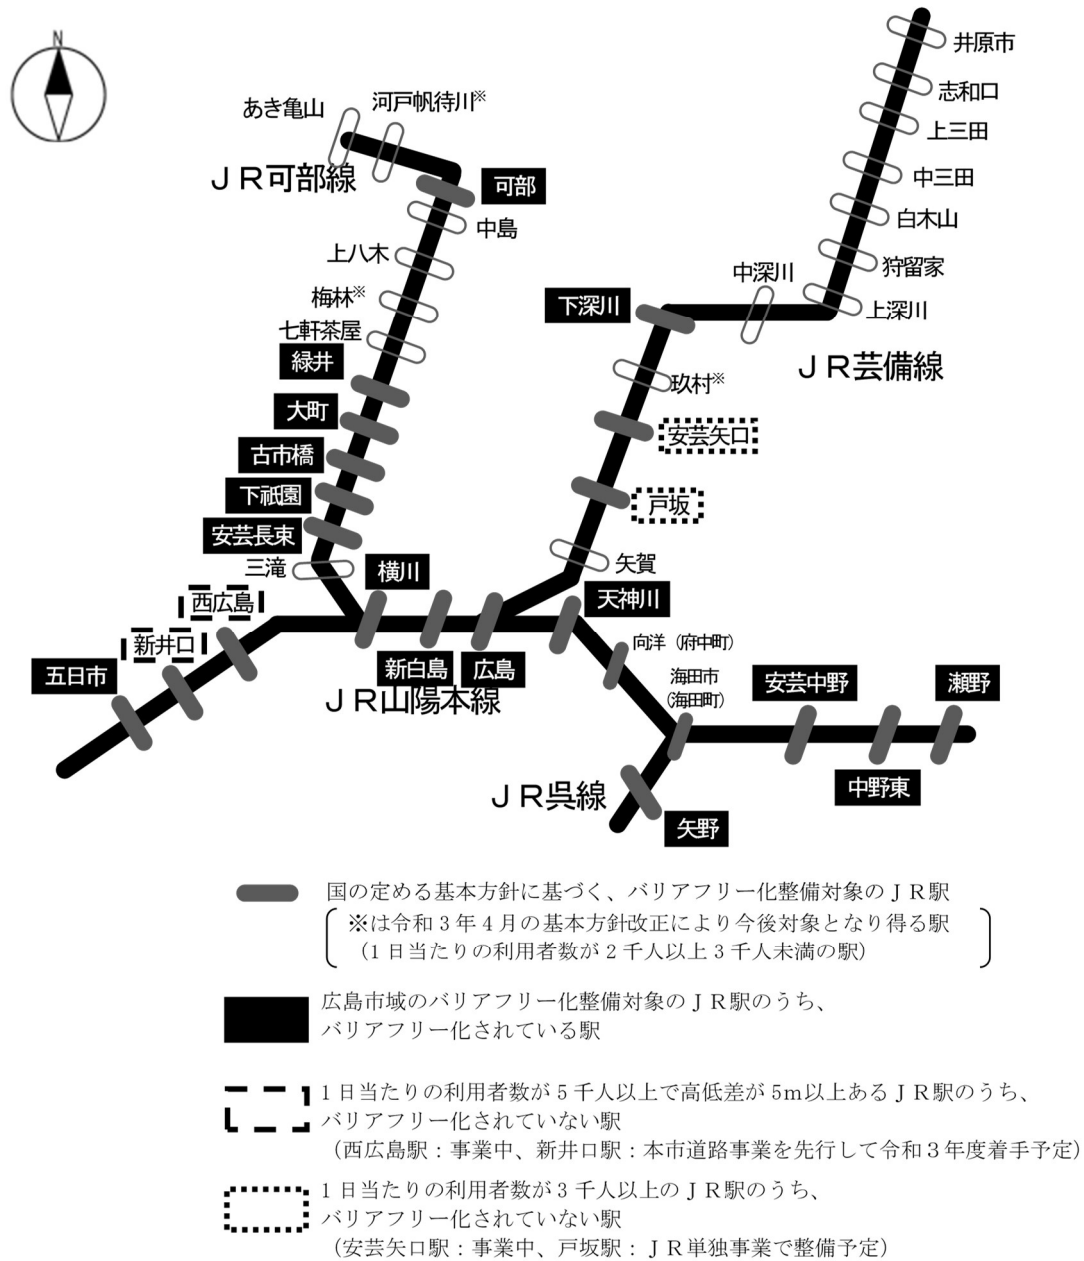 N
井原市
志和口
上三田
中三田
白木山
狩留家
上深川
中深川
あき亀山
河戸帆待川※
ＪＲ可部線
可部
中島
上八木
梅林※
七軒茶屋
緑井
大町
古市橋
下祇園
安芸長束
三滝
下深川
ＪＲ芸備線
玖村※
安芸矢口
戸坂
矢賀
横川
天神川
西広島
新井口
五日市
新白島
広島
ＪＲ山陽本線
向洋（府中町）
海田市
（海田町）
安芸中野
瀬野
中野東
ＪＲ呉線
矢野
国の定める基本方針に基づく、バリアフリー化整備対象のＪＲ駅
※は令和３年４月の基本方針改正により今後対象となり得る駅
（１日当たりの利用者数が２千人以上３千人未満の駅）
広島市域のバリアフリー化整備対象のＪＲ駅のうち、
バリアフリー化されている駅
１日当たりの利用者数が５千人以上で高低差が5m以上あるＪＲ駅のうち、
バリアフリー化されていない駅
（西広島駅：事業中、新井口駅：本市道路事業を先行して令和３年度着手予定）
１日当たりの利用者数が３千人以上のＪＲ駅のうち、
バリアフリー化されていない駅
（安芸矢口駅：事業中、戸坂駅：ＪＲ単独事業で整備予定）